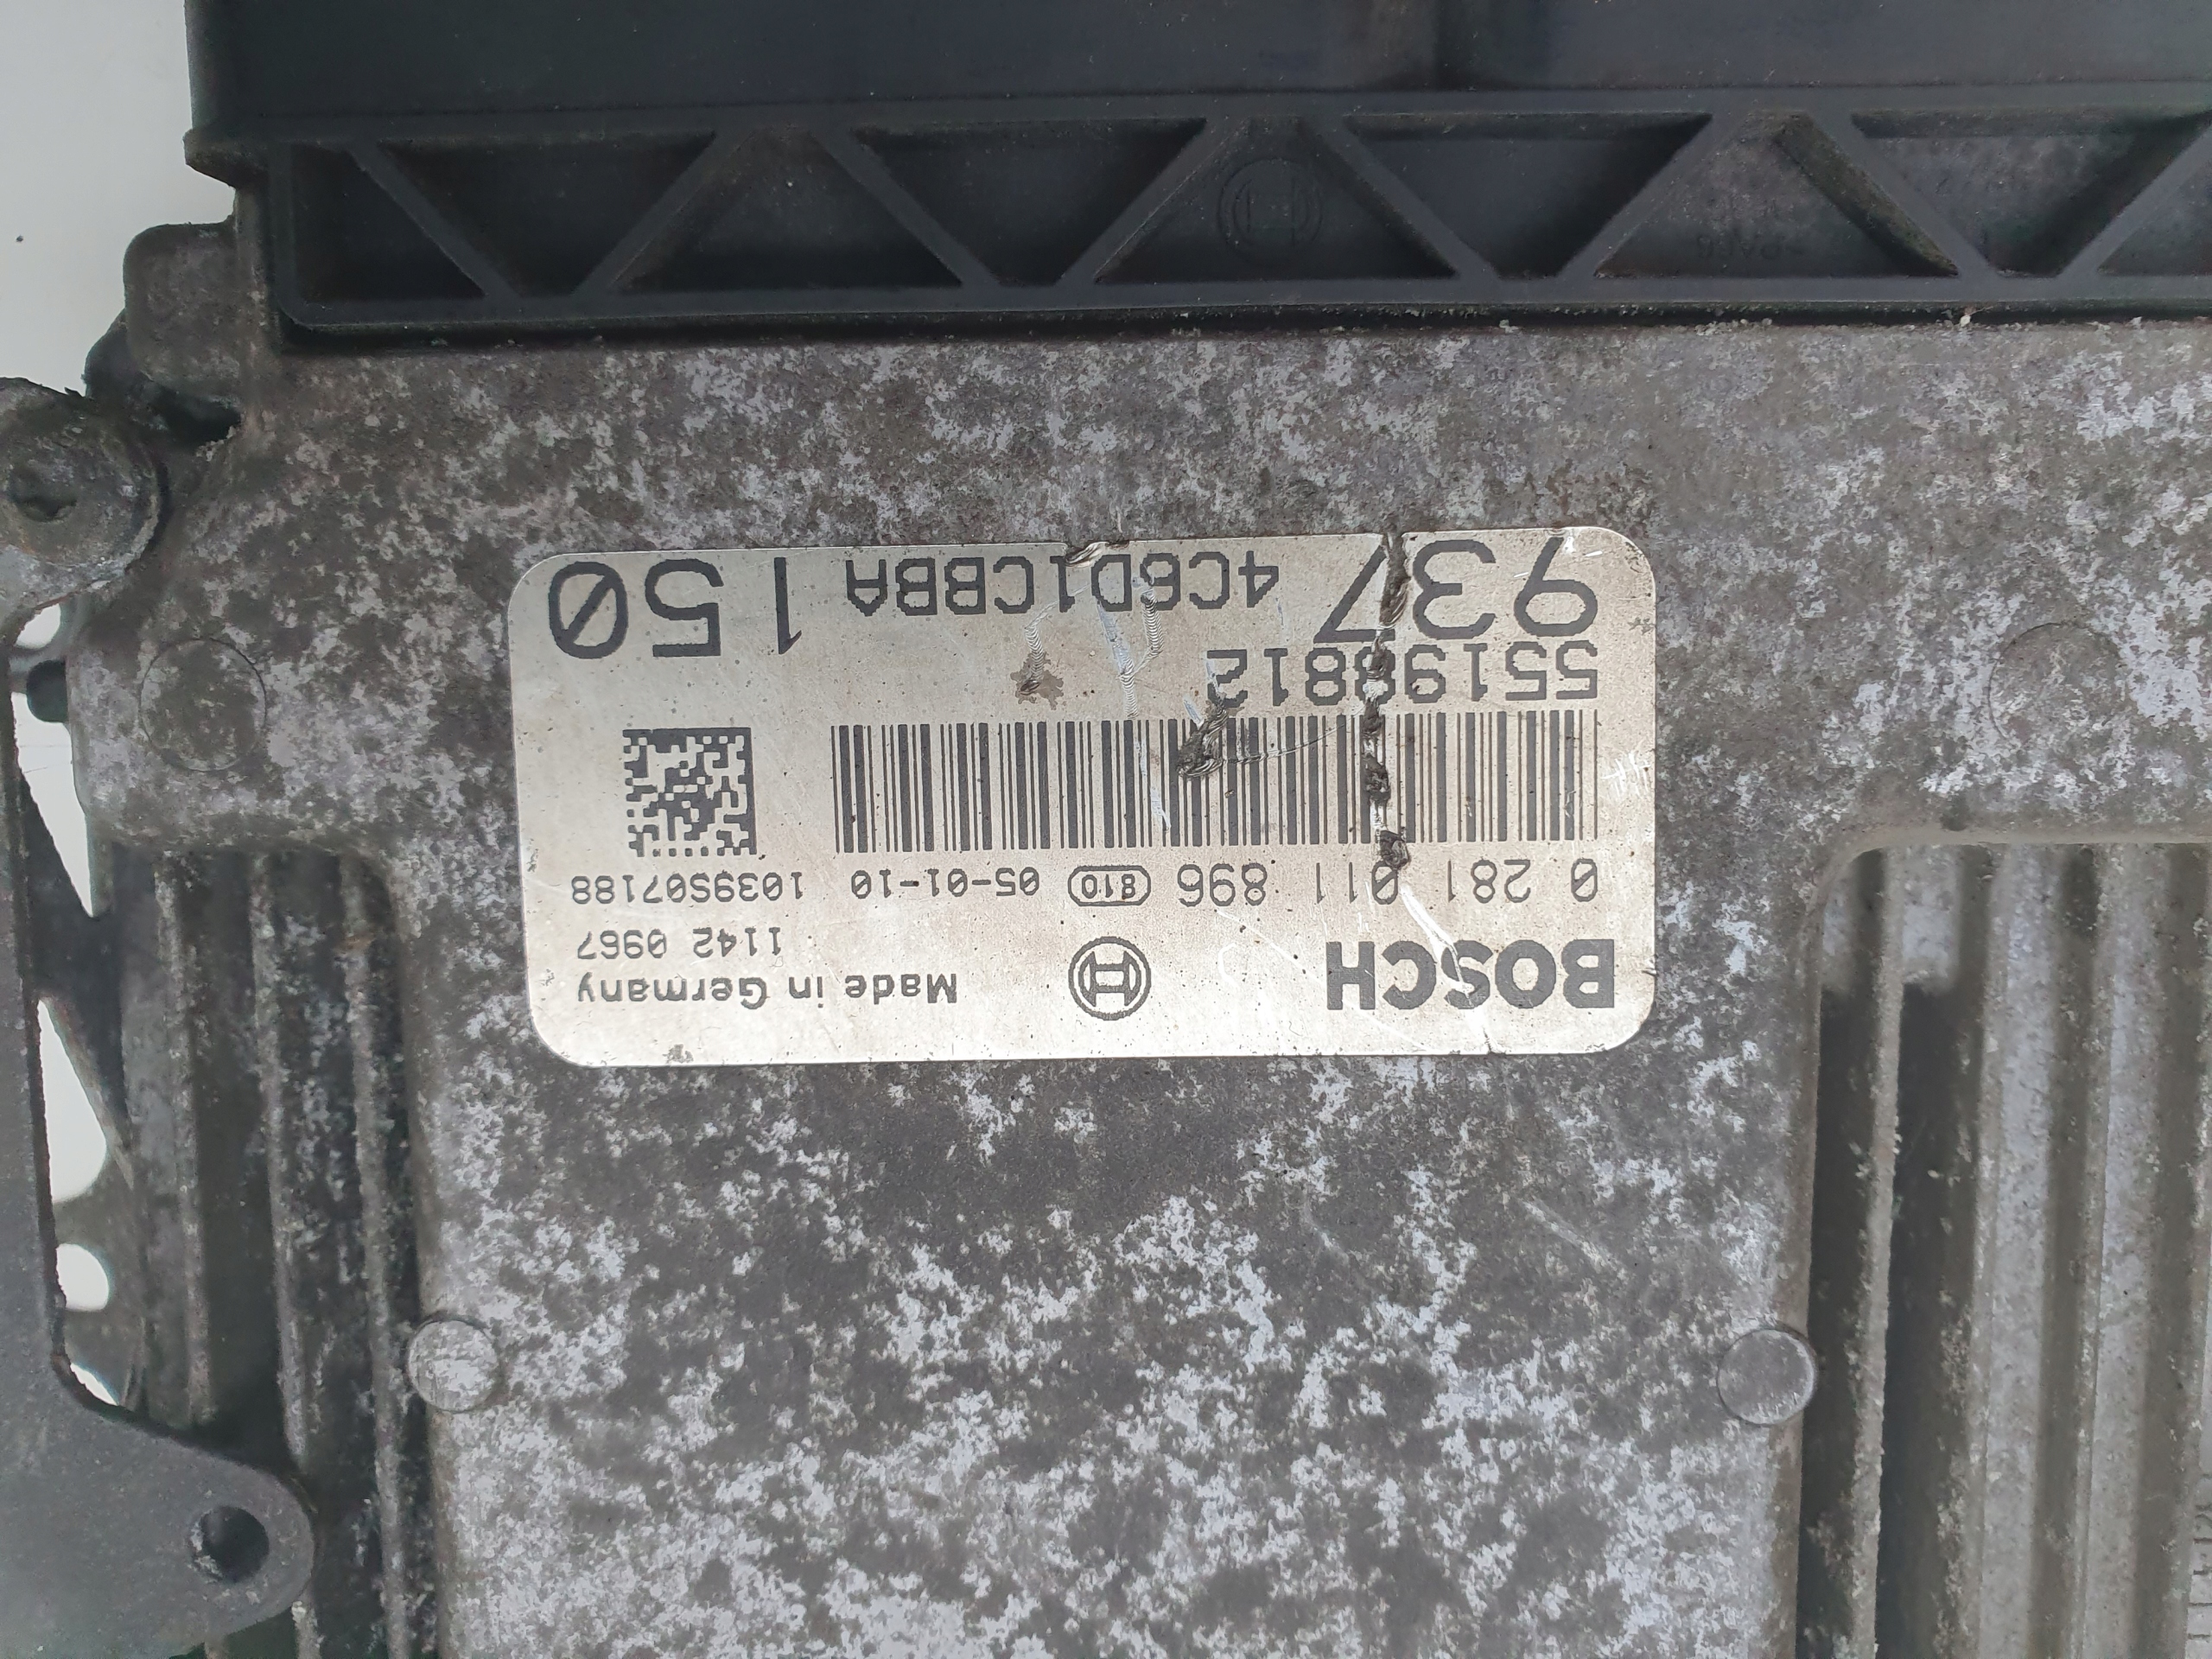 BOSCH Made in Germany
1142 0967
0 281 011 896 810 05-01-10 1039S07188
55198812
937 4C6D1CBBA 150